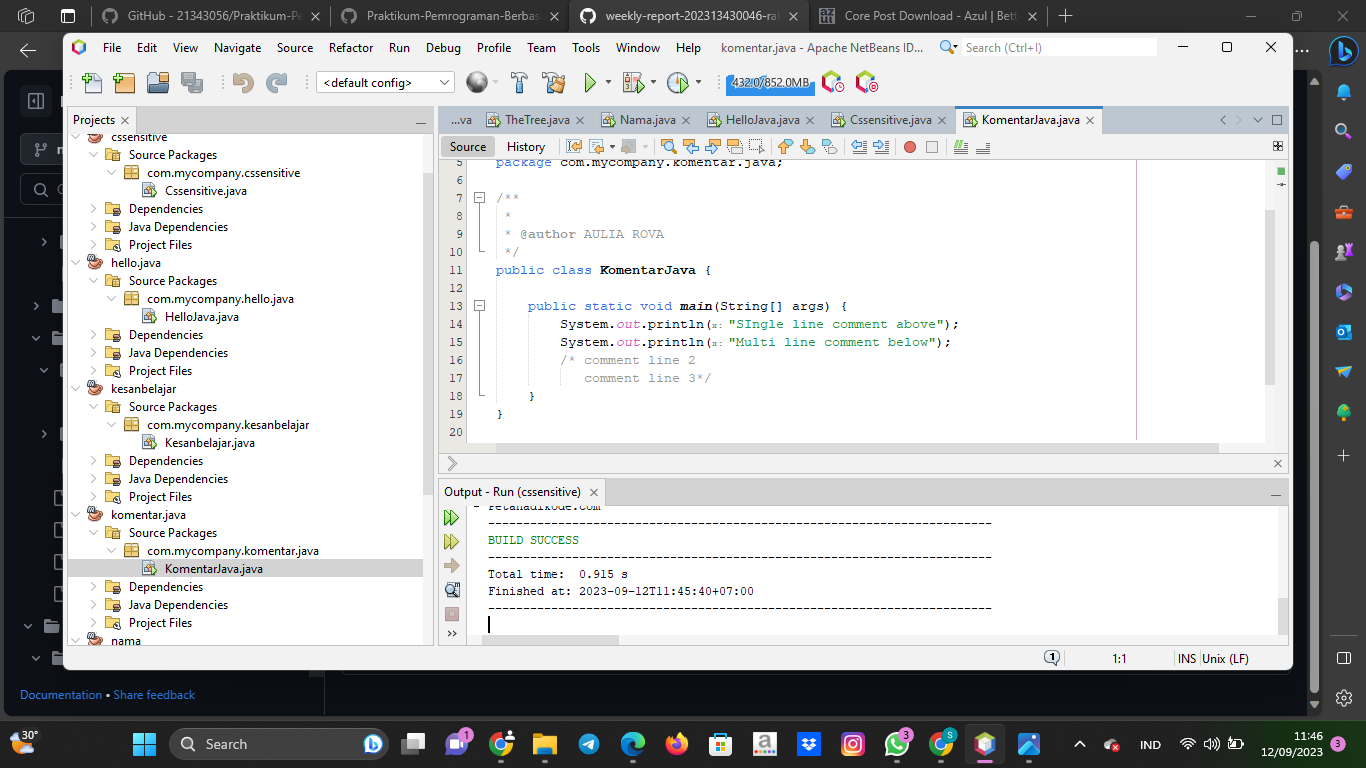 GitHub - 21343056/Praktikum-Pe
Praktikum-Pemrograman-Berbas
weekly-report-202313430046-ral
Core Post Download - Azul | Bett
File Edit View Navigate Source Refactor Run Debug Profile Team Tools Window Help
komentar.java - Apache NetBeans ID...
Search (Ctrl+I)
<default config>
432.0/852.0MB
Projects
...va
TheTree.java
Nama.java
HelloJava.java
Cssensitive.java
KomentarJava.java
Source
History
cssensitive
Source Packages
com.mycompany.cssensitive
Cssensitive.java
Dependencies
Java Dependencies
Project Files
hello.java
Source Packages
com.mycompany.hello.java
HelloJava.java
Dependencies
Java Dependencies
Project Files
kesanbelajar
Source Packages
com.mycompany.kesanbelajar
Kesanbelajar.java
Dependencies
Java Dependencies
Project Files
komentar.java
Source Packages
com.mycompany.komentar.java
KomentarJava.java
Dependencies
Java Dependencies
Project Files
nama
5 package com.mycompany.komentar.java;
6
7 /**
8 *
9 * @author AULIA ROVA
10 */
11 public class KomentarJava {
12
13 public static void main(String[] args) {
14 System.out.println(x: "SIngle line comment above");
15 System.out.println(x: "Multi line comment below");
16 /* comment line 2
17 comment line 3*/
18 }
19 }
20
Output - Run (cssensitive)
- Petanadikode.com
------------------------------------------------------------------------
BUILD SUCCESS
------------------------------------------------------------------------
Total time:  0.915 s
Finished at: 2023-09-12T11:45:40+07:00
------------------------------------------------------------------------
1
1:1
INS
Unix (LF)
Documentation • Share feedback
30°
Search
1
3
S
IND
11:46
12/09/2023
3